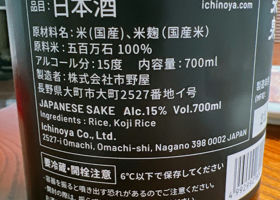 品目:日本酒
ichinoya.com
原材料名:米(国産)、米麹(国産米)
原料米:五百万石 100%
アルコール分:15度 内容量:700ml
製造者:株式会社市野屋
長野県大町市大町2527番地イ号
JAPANESE SAKE Alc.15% Vol.700ml
Ingredients : Rice, Koji Rice
Ichinoya Co., Ltd.
2527-i Omachi, Omachi-shi, Nagano 398 0002 JAPAN
要冷蔵・開栓注意 6℃以下で保存してください